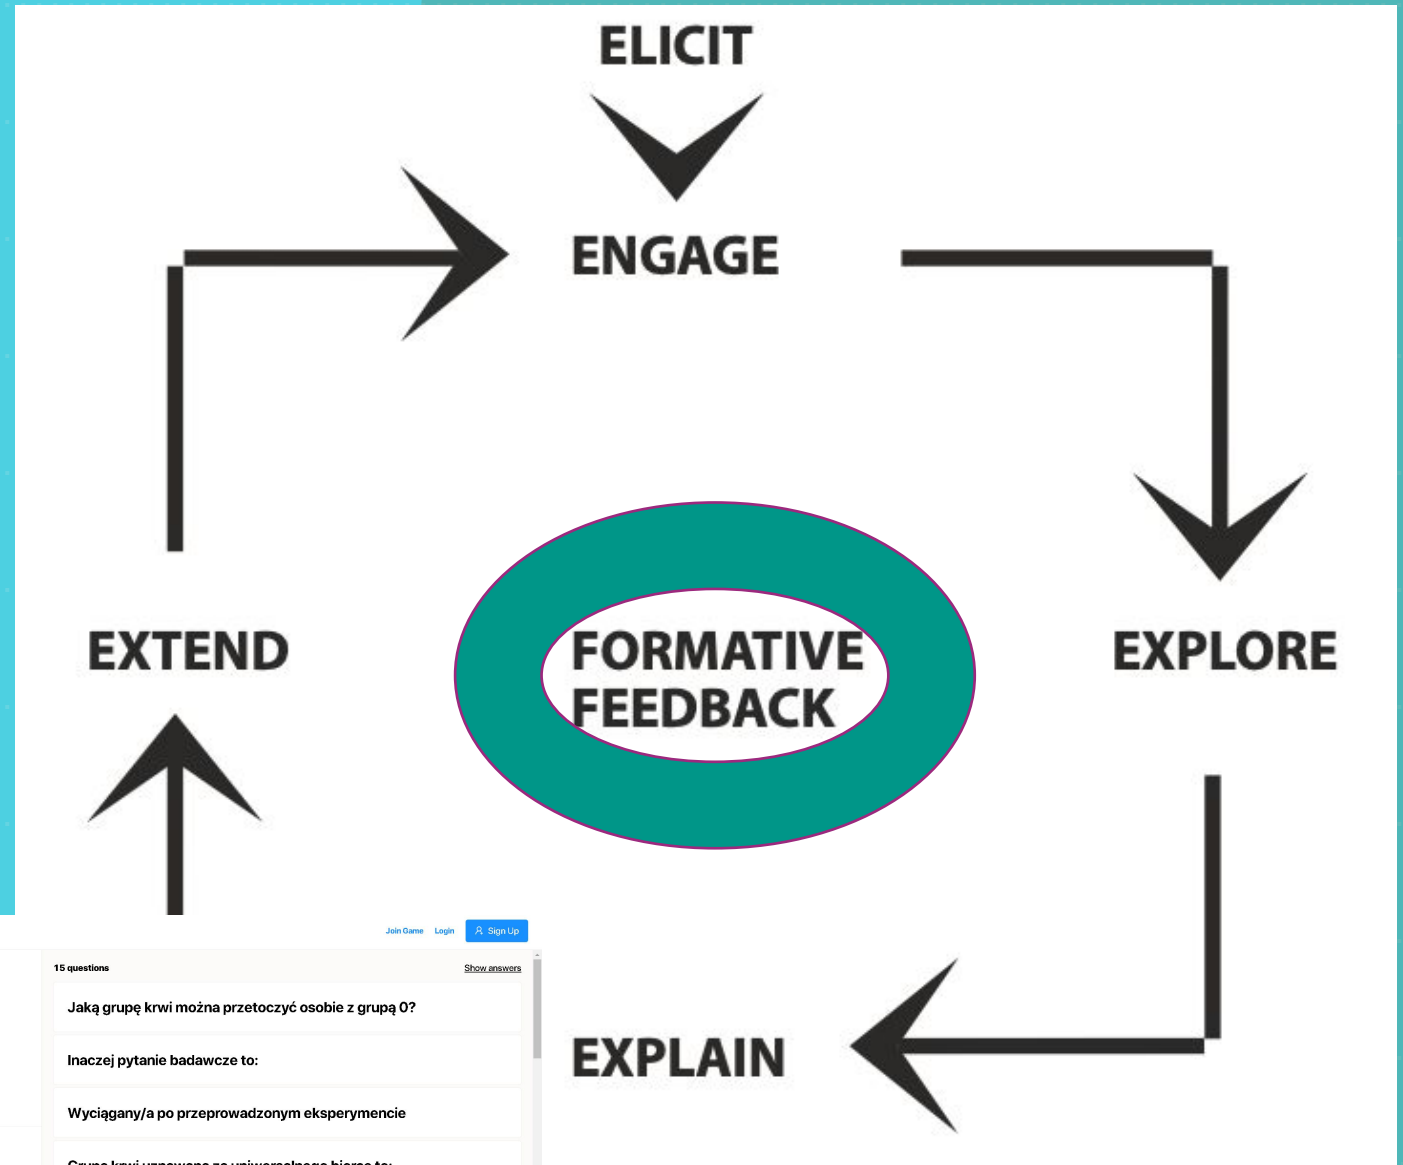 ELICIT
ENGAGE
EXTEND
FORMATIVE
FEEDBACK
EXPLORE
EXPLAIN
Join Game Login Sign Up
15 questions Show answers
Jaką grupę krwi można przetoczyć osobie z grupą 0?
Inaczej pytanie badawcze to:
Wyciągany/a po przeprowadzonym eksperymencie